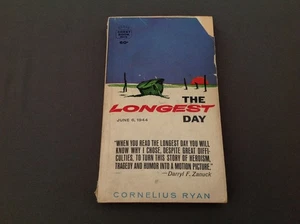 THE
LONGEST
DAY
JUNE 6, 1944
"WHEN YOU READ THE LONGEST DAY YOU WILL
KNOW WHY I CHOSE, DESPITE GREAT DIFFI-
CULTIES, TO TURN THIS STORY OF HEROISM,
TRAGEDY AND HUMOR INTO A MOTION PICTURE."
—Darryl F. Zanuck
CORNELIUS RYAN